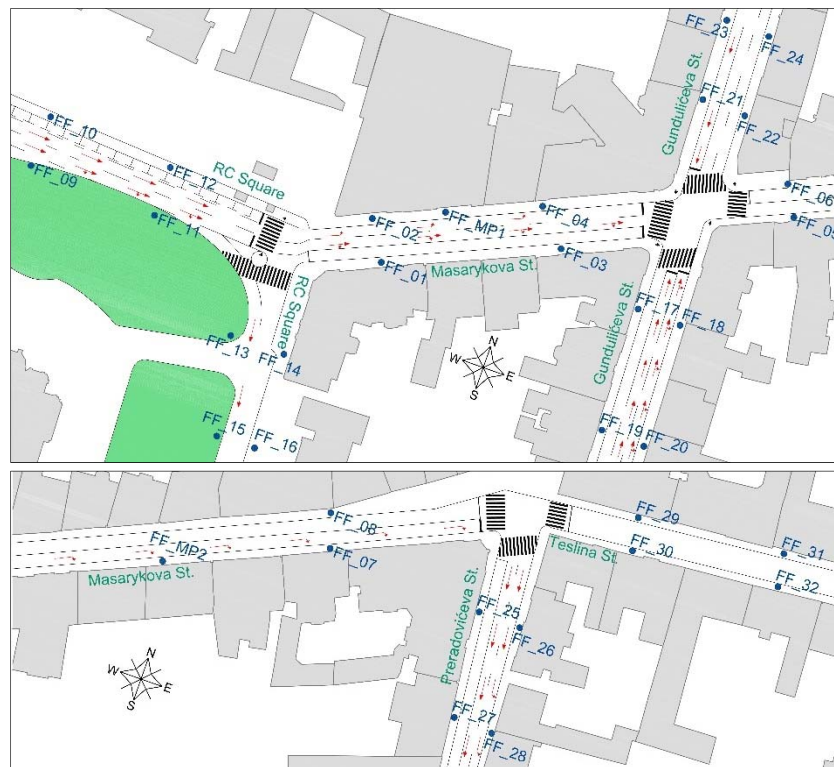 FF_23
FF_24
FF_10
Gundulićeva St.
FF_21
FF_22
FF_12
RC Square
FF_09
FF_11
FF_02
FF_MP1
FF_04
FF_06
FF_05
FF_01
Masarykova St.
FF_03
RC Square
FF_13
FF_14
Gundulićeva St.
FF_17
FF_18
N
W
E
S
FF_15
FF_16
FF_19
FF_20
FF_08
FF_29
FF_MP2
FF_07
Teslina St.
FF_30
FF_31
FF_32
Masarykova St.
Preradovićeva St.
FF_25
FF_26
N
W
E
S
FF_27
FF_28